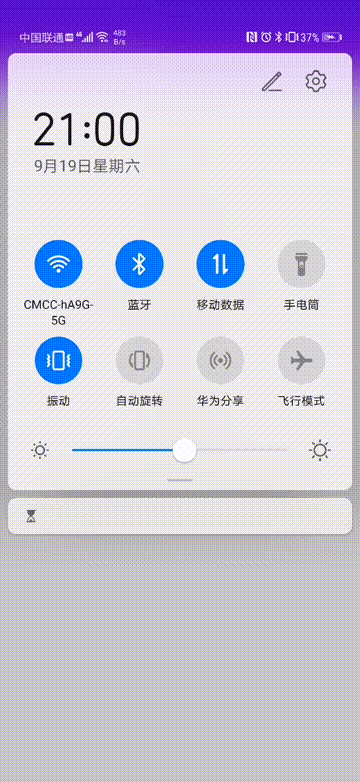 中国联通 HD 4G 483 B/s 37%
21:00
9月19日星期六
CMCC-hA9G-5G 蓝牙 移动数据 手电筒
振动 自动旋转 华为分享 飞行模式